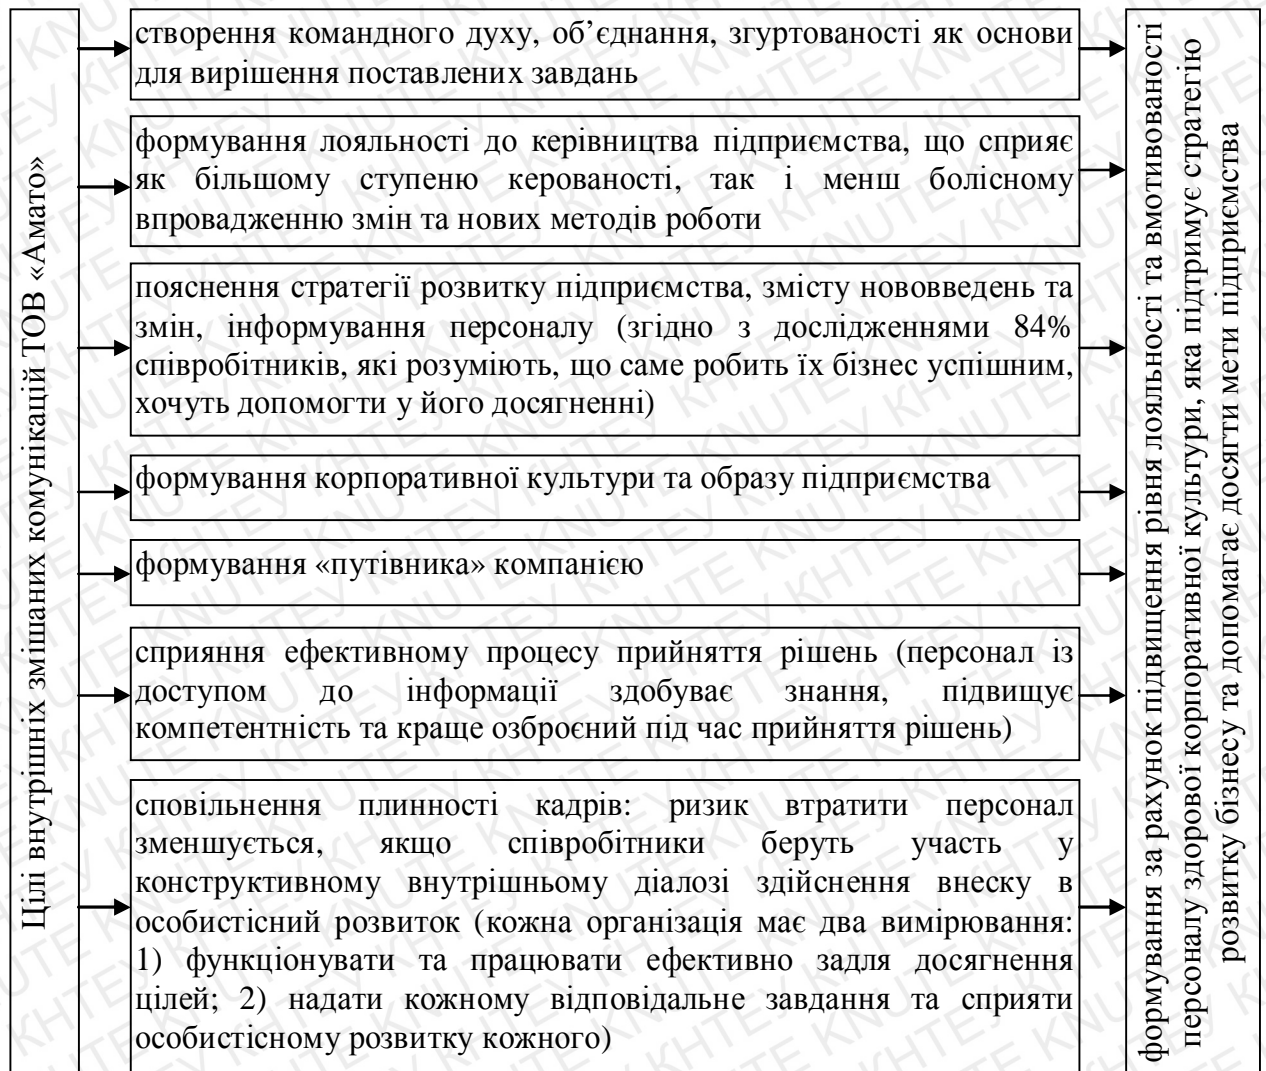 Цілі внутрішніх змішаних комунікацій ТОВ «Амато»
створення командного духу, об’єднання, згуртованості як основи
для вирішення поставлених завдань
формування лояльності до керівництва підприємства, що сприяє
як більшому ступеню керованості, так і менш болісному
впровадженню змін та нових методів роботи
пояснення стратегії розвитку підприємства, змісту нововведень та
змін, інформування персоналу (згідно з дослідженнями 84%
співробітників, які розуміють, що саме робить їх бізнес успішним,
хочуть допомогти у його досягненні)
формування корпоративної культури та образу підприємства
формування «путівника» компанією
сприяння ефективному процесу прийняття рішень (персонал із
доступом до інформації здобуває знання, підвищує
компетентність та краще озброєний під час прийняття рішень)
сповільнення плинності кадрів: ризик втратити персонал
зменшується, якщо співробітники беруть участь у
конструктивному внутрішньому діалозі здійснення внеску в
особистісний розвиток (кожна організація має два вимірювання:
1) функціонувати та працювати ефективно задля досягнення
цілей; 2) надати кожному відповідальне завдання та сприяти
особистісному розвитку кожного)
формування за рахунок підвищення рівня лояльності та вмотивованості
персоналу здорової корпоративної культури, яка підтримує стратегію
розвитку бізнесу та допомагає досягти мети підприємства